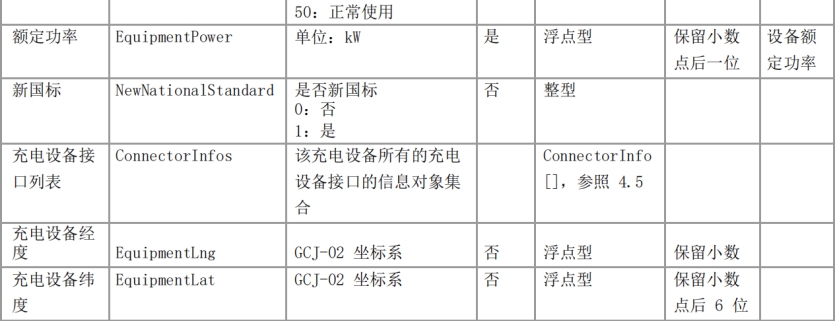 50：正常使用
额定功率 EquipmentPower 单位：kW 是 浮点型 保留小数 设备额
点后一位 定功率
新国标 NewNationalStandard 是否新国标 否 整型
0：否
1：是
充电设备接 ConnectorInfos 该充电设备所有的充电 ConnectorInfo
口列表 设备接口的信息对象集 []，参照 4.5
合
充电设备经
度 EquipmentLng GCJ-02 坐标系 否 浮点型 保留小数
充电设备纬 EquipmentLat GCJ-02 坐标系 否 浮点型 保留小数
度 点后 6 位